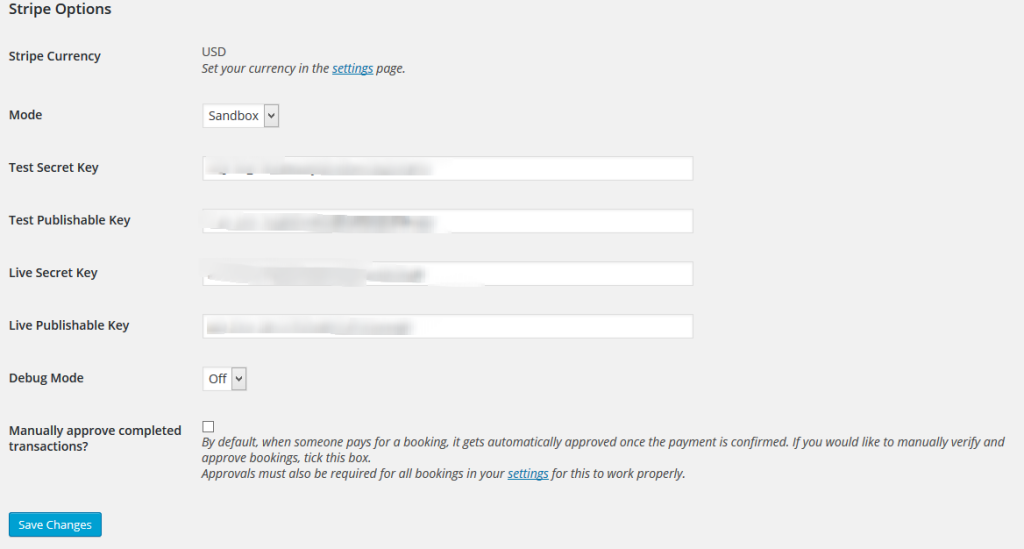 Stripe Options
Stripe Currency
USD
Set your currency in the settings page.
Mode
Sandbox
Test Secret Key
Test Publishable Key
Live Secret Key
Live Publishable Key
Debug Mode
Off
Manually approve completed
transactions?
By default, when someone pays for a booking, it gets automatically approved once the payment is confirmed. If you would like to manually verify and
approve bookings, tick this box.
Approvals must also be required for all bookings in your settings for this to work properly.
Save Changes